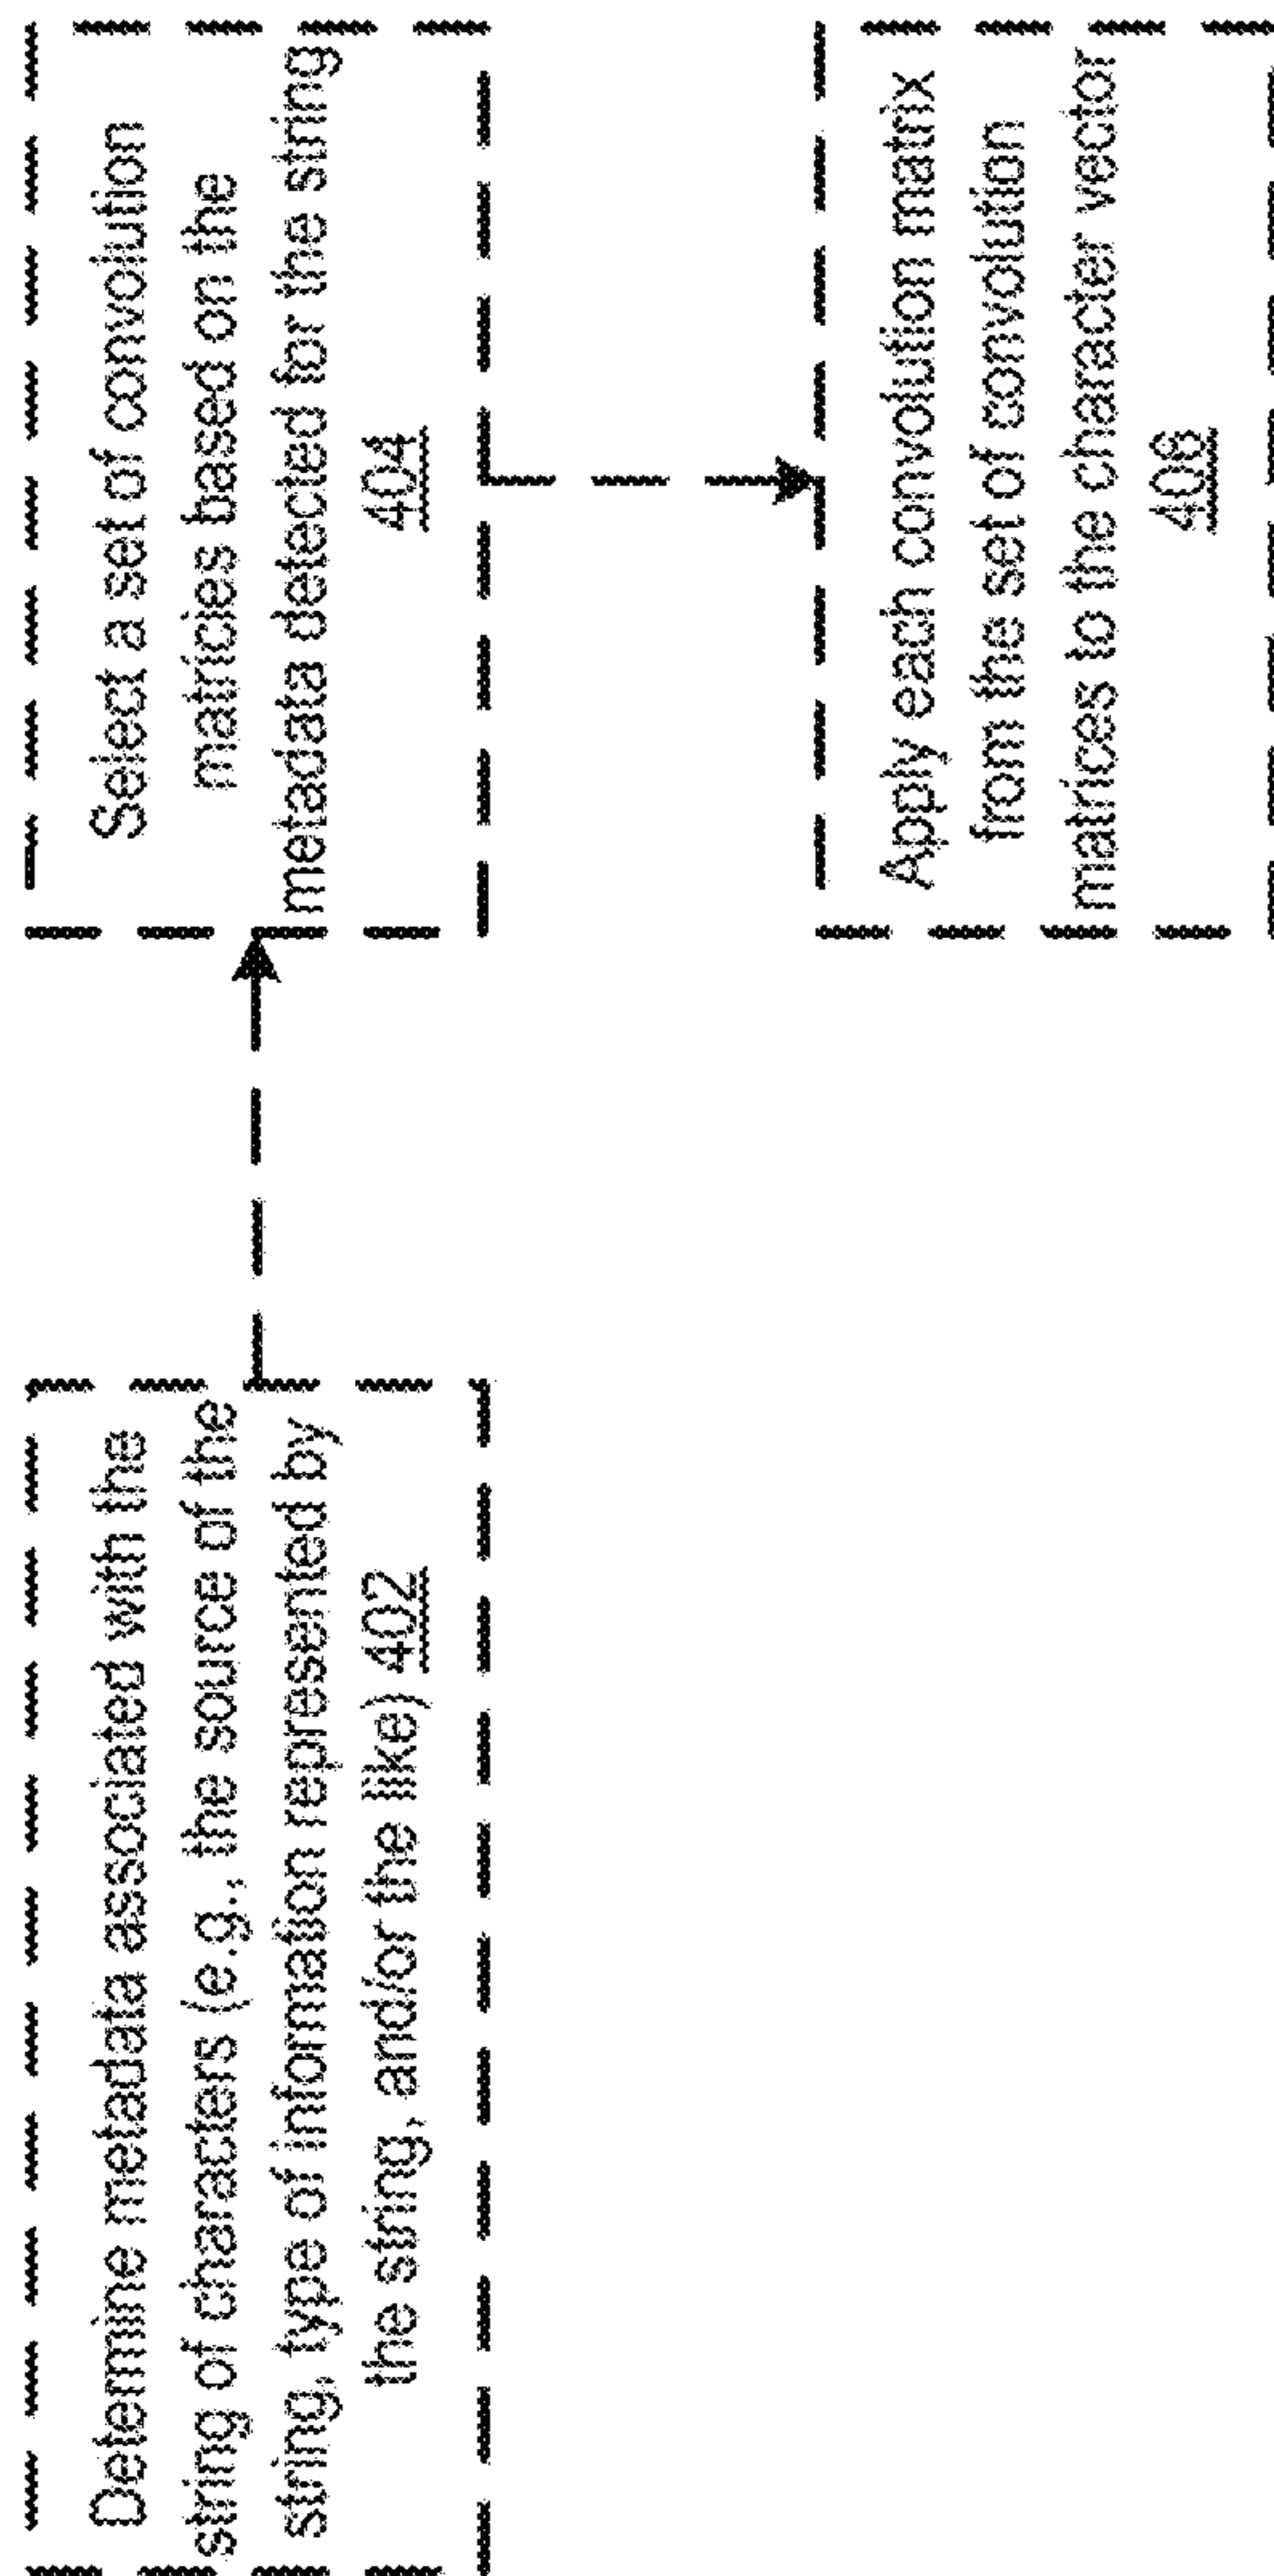 Determine metadata associated with the
string of characters (e.g., the source of the
string, type of information represented by
the string, and/or the like) 402
Select a set of convolution
matricies based on the
metadata detected for the string
404
Apply each convolution matrix
from the set of convolution
matrices to the character vector
406